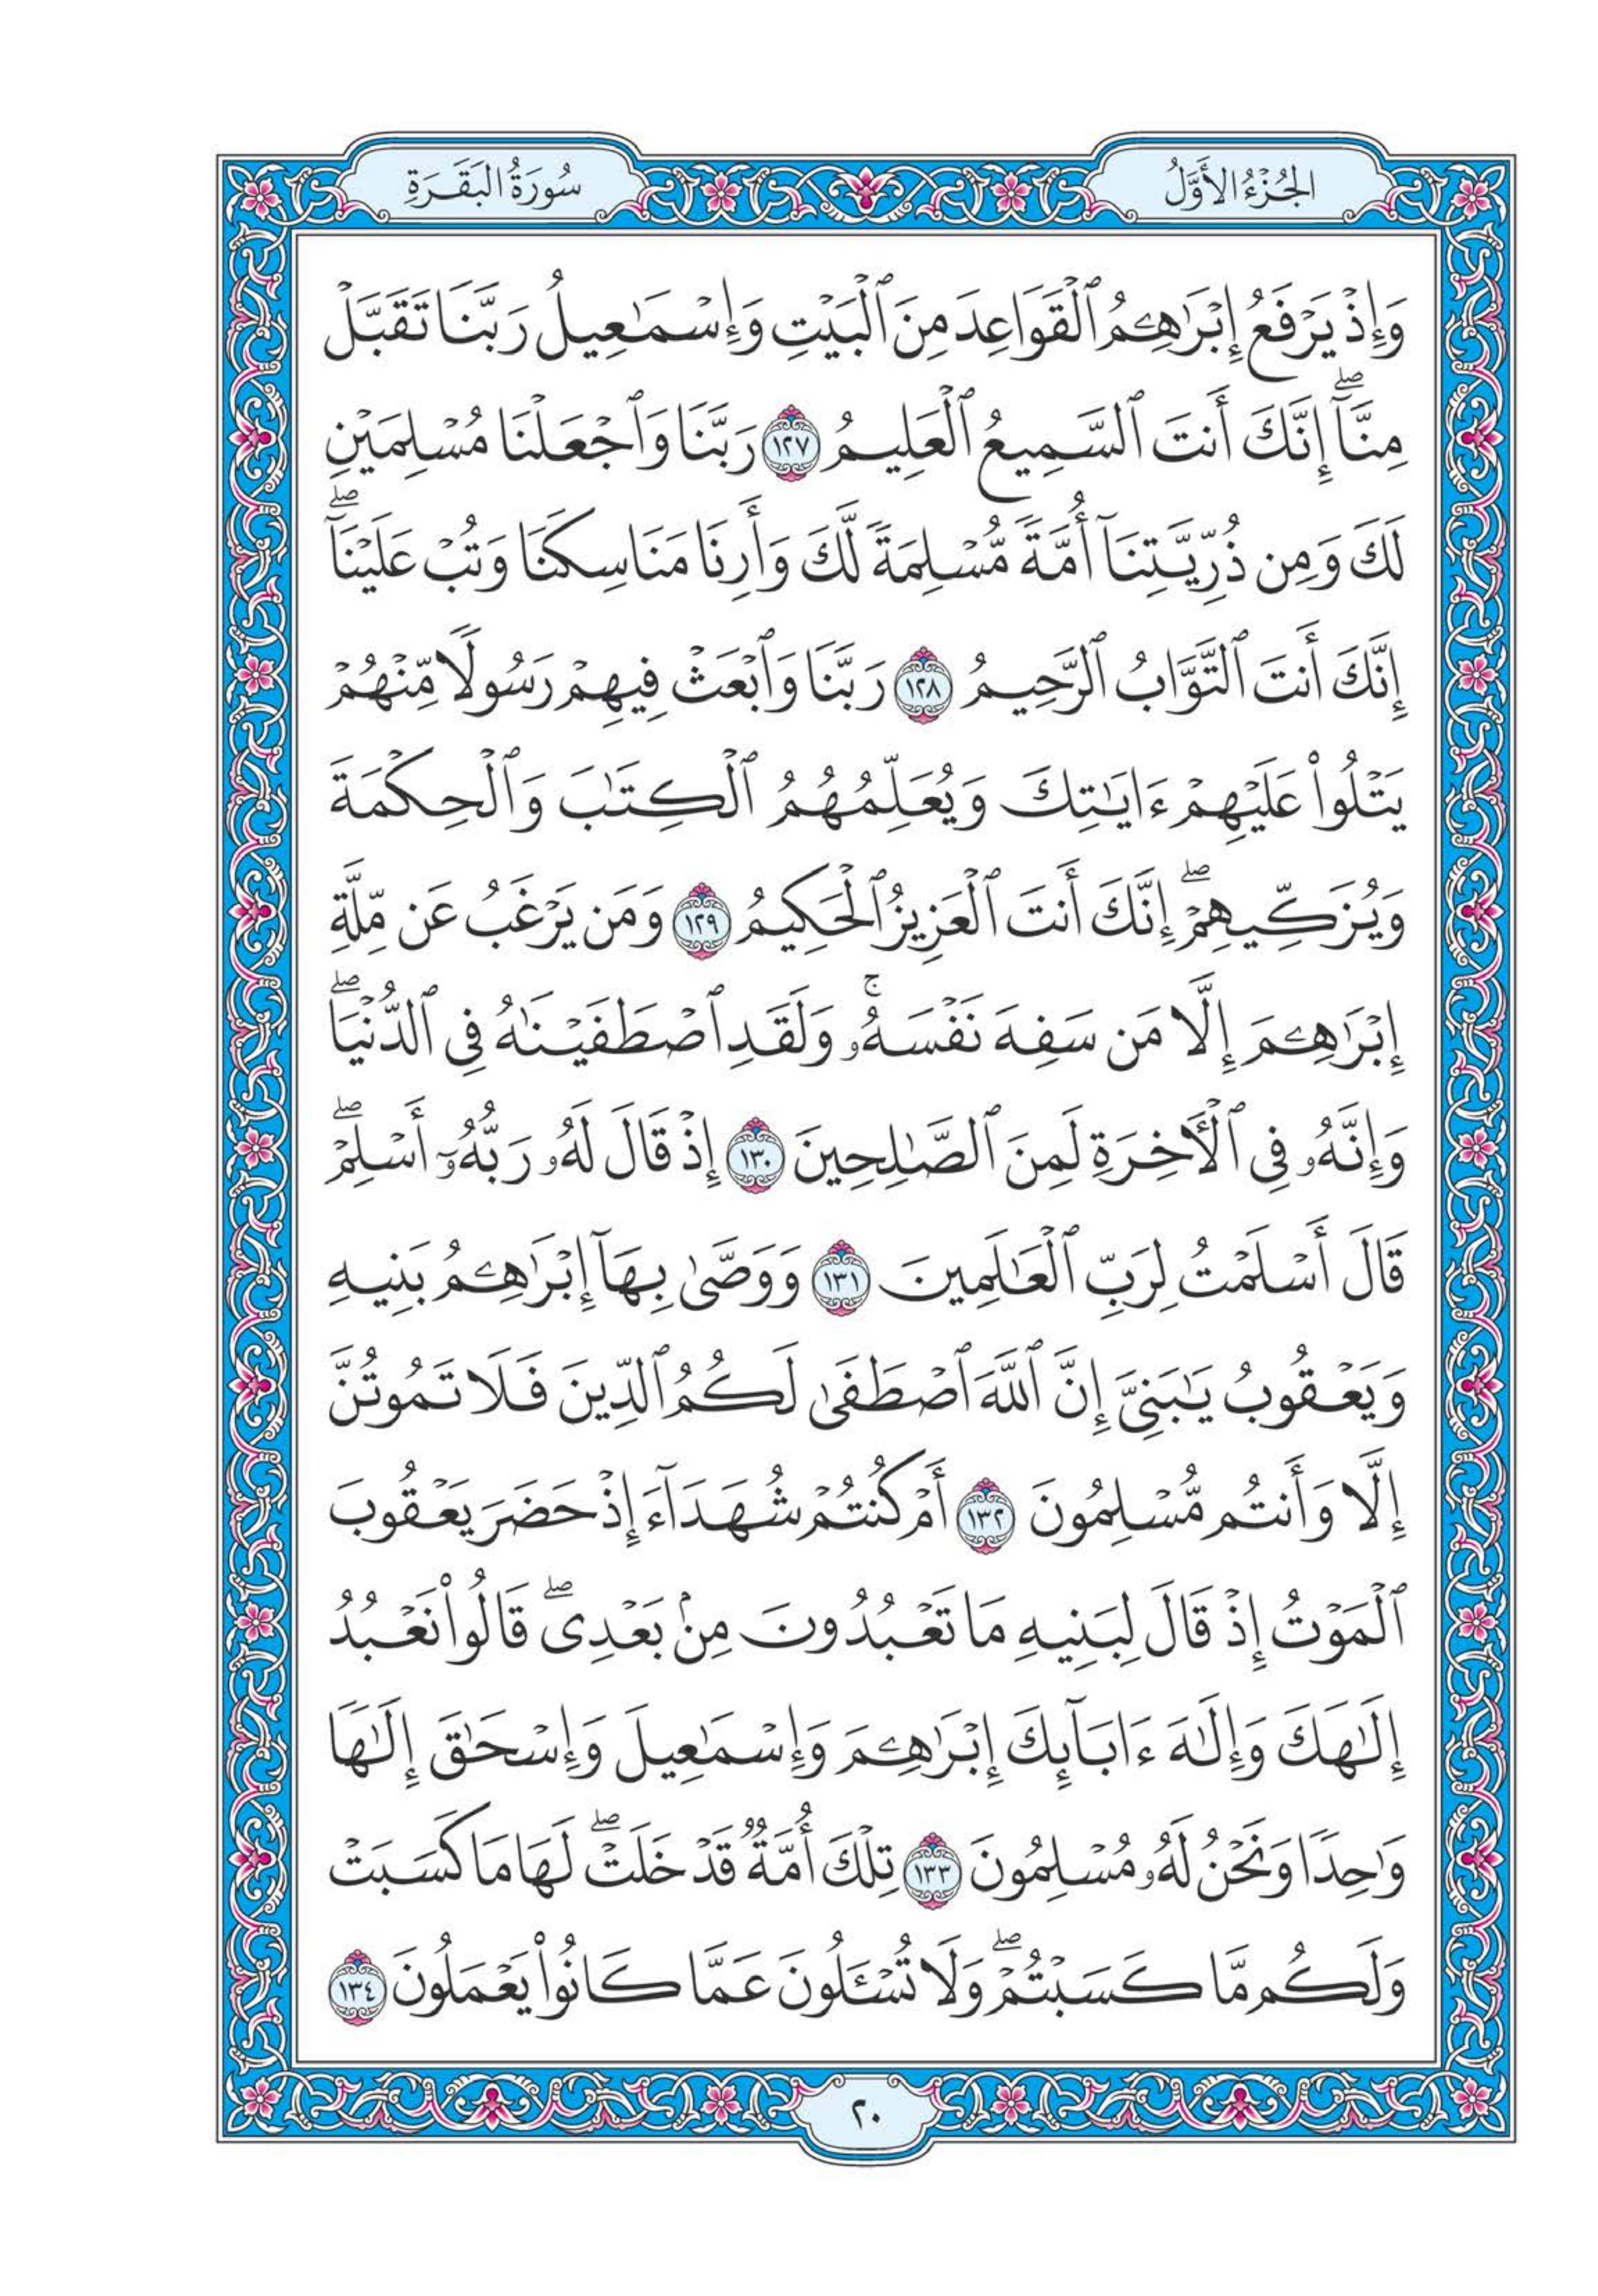 الجُزْءُ الأَوَّلُ
سُورَةُ البَقَرَةِ
وَإِذْ يَرْفَعُ إِبْرَٰهِـۧمُ ٱلْقَوَاعِدَ مِنَ ٱلْبَيْتِ وَإِسْمَـٰعِيلُ رَبَّنَا تَقَبَّلْ
مِنَّآ ۖ إِنَّكَ أَنتَ ٱلسَّمِيعُ ٱلْعَلِيمُ ١٢٧ رَبَّنَا وَٱجْعَلْنَا مُسْلِمَيْنِ
لَكَ وَمِن ذُرِّيَّتِنَآ أُمَّةً مُّسْلِمَةً لَّكَ وَأَرِنَا مَنَاسِكَنَا وَتُبْ عَلَيْنَآ ۖ
إِنَّكَ أَنتَ ٱلتَّوَّابُ ٱلرَّحِيمُ ١٢٨ رَبَّنَا وَٱبْعَثْ فِيهِمْ رَسُولًا مِّنْهُمْ
يَتْلُوا۟ عَلَيْهِمْ ءَايَـٰتِكَ وَيُعَلِّمُهُمُ ٱلْكِتَـٰبَ وَٱلْحِكْمَةَ
وَيُزَكِّيهِمْ ۖ إِنَّكَ أَنتَ ٱلْعَزِيزُ ٱلْحَكِيمُ ١٢٩ وَمَن يَرْغَبُ عَن مِّلَّةِ
إِبْرَٰهِـۧمَ إِلَّا مَن سَفِهَ نَفْسَهُۥ ۚ وَلَقَدِ ٱصْطَفَيْنَـٰهُ فِى ٱلدُّنْيَا ۖ
وَإِنَّهُۥ فِى ٱلْـَٔاخِرَةِ لَمِنَ ٱلصَّـٰلِحِينَ ١٣٠ إِذْ قَالَ لَهُۥ رَبُّهُۥٓ أَسْلِمْ ۖ
قَالَ أَسْلَمْتُ لِرَبِّ ٱلْعَـٰلَمِينَ ١٣١ وَوَصَّىٰ بِهَآ إِبْرَٰهِـۧمُ بَنِيهِ
وَيَعْقُوبُ يَـٰبَنِىَّ إِنَّ ٱللَّهَ ٱصْطَفَىٰ لَكُمُ ٱلدِّينَ فَلَا تَمُوتُنَّ
إِلَّا وَأَنتُم مُّسْلِمُونَ ١٣٢ أَمْ كُنتُمْ شُهَدَآءَ إِذْ حَضَرَ يَعْقُوبَ
ٱلْمَوْتُ إِذْ قَالَ لِبَنِيهِ مَا تَعْبُدُونَ مِنۢ بَعْدِى ۖ قَالُوا۟ نَعْبُدُ
إِلَـٰهَكَ وَإِلَـٰهَ ءَابَآئِكَ إِبْرَٰهِـۧمَ وَإِسْمَـٰعِيلَ وَإِسْحَـٰقَ إِلَـٰهًا
وَٰحِدًا وَنَحْنُ لَهُۥ مُسْلِمُونَ ١٣٣ تِلْكَ أُمَّةٌ قَدْ خَلَتْ ۖ لَهَا مَا كَسَبَتْ
وَلَكُم مَّا كَسَبْتُمْ ۖ وَلَا تُسْـَٔلُونَ عَمَّا كَانُوا۟ يَعْمَلُونَ ١٣٤
٢٠